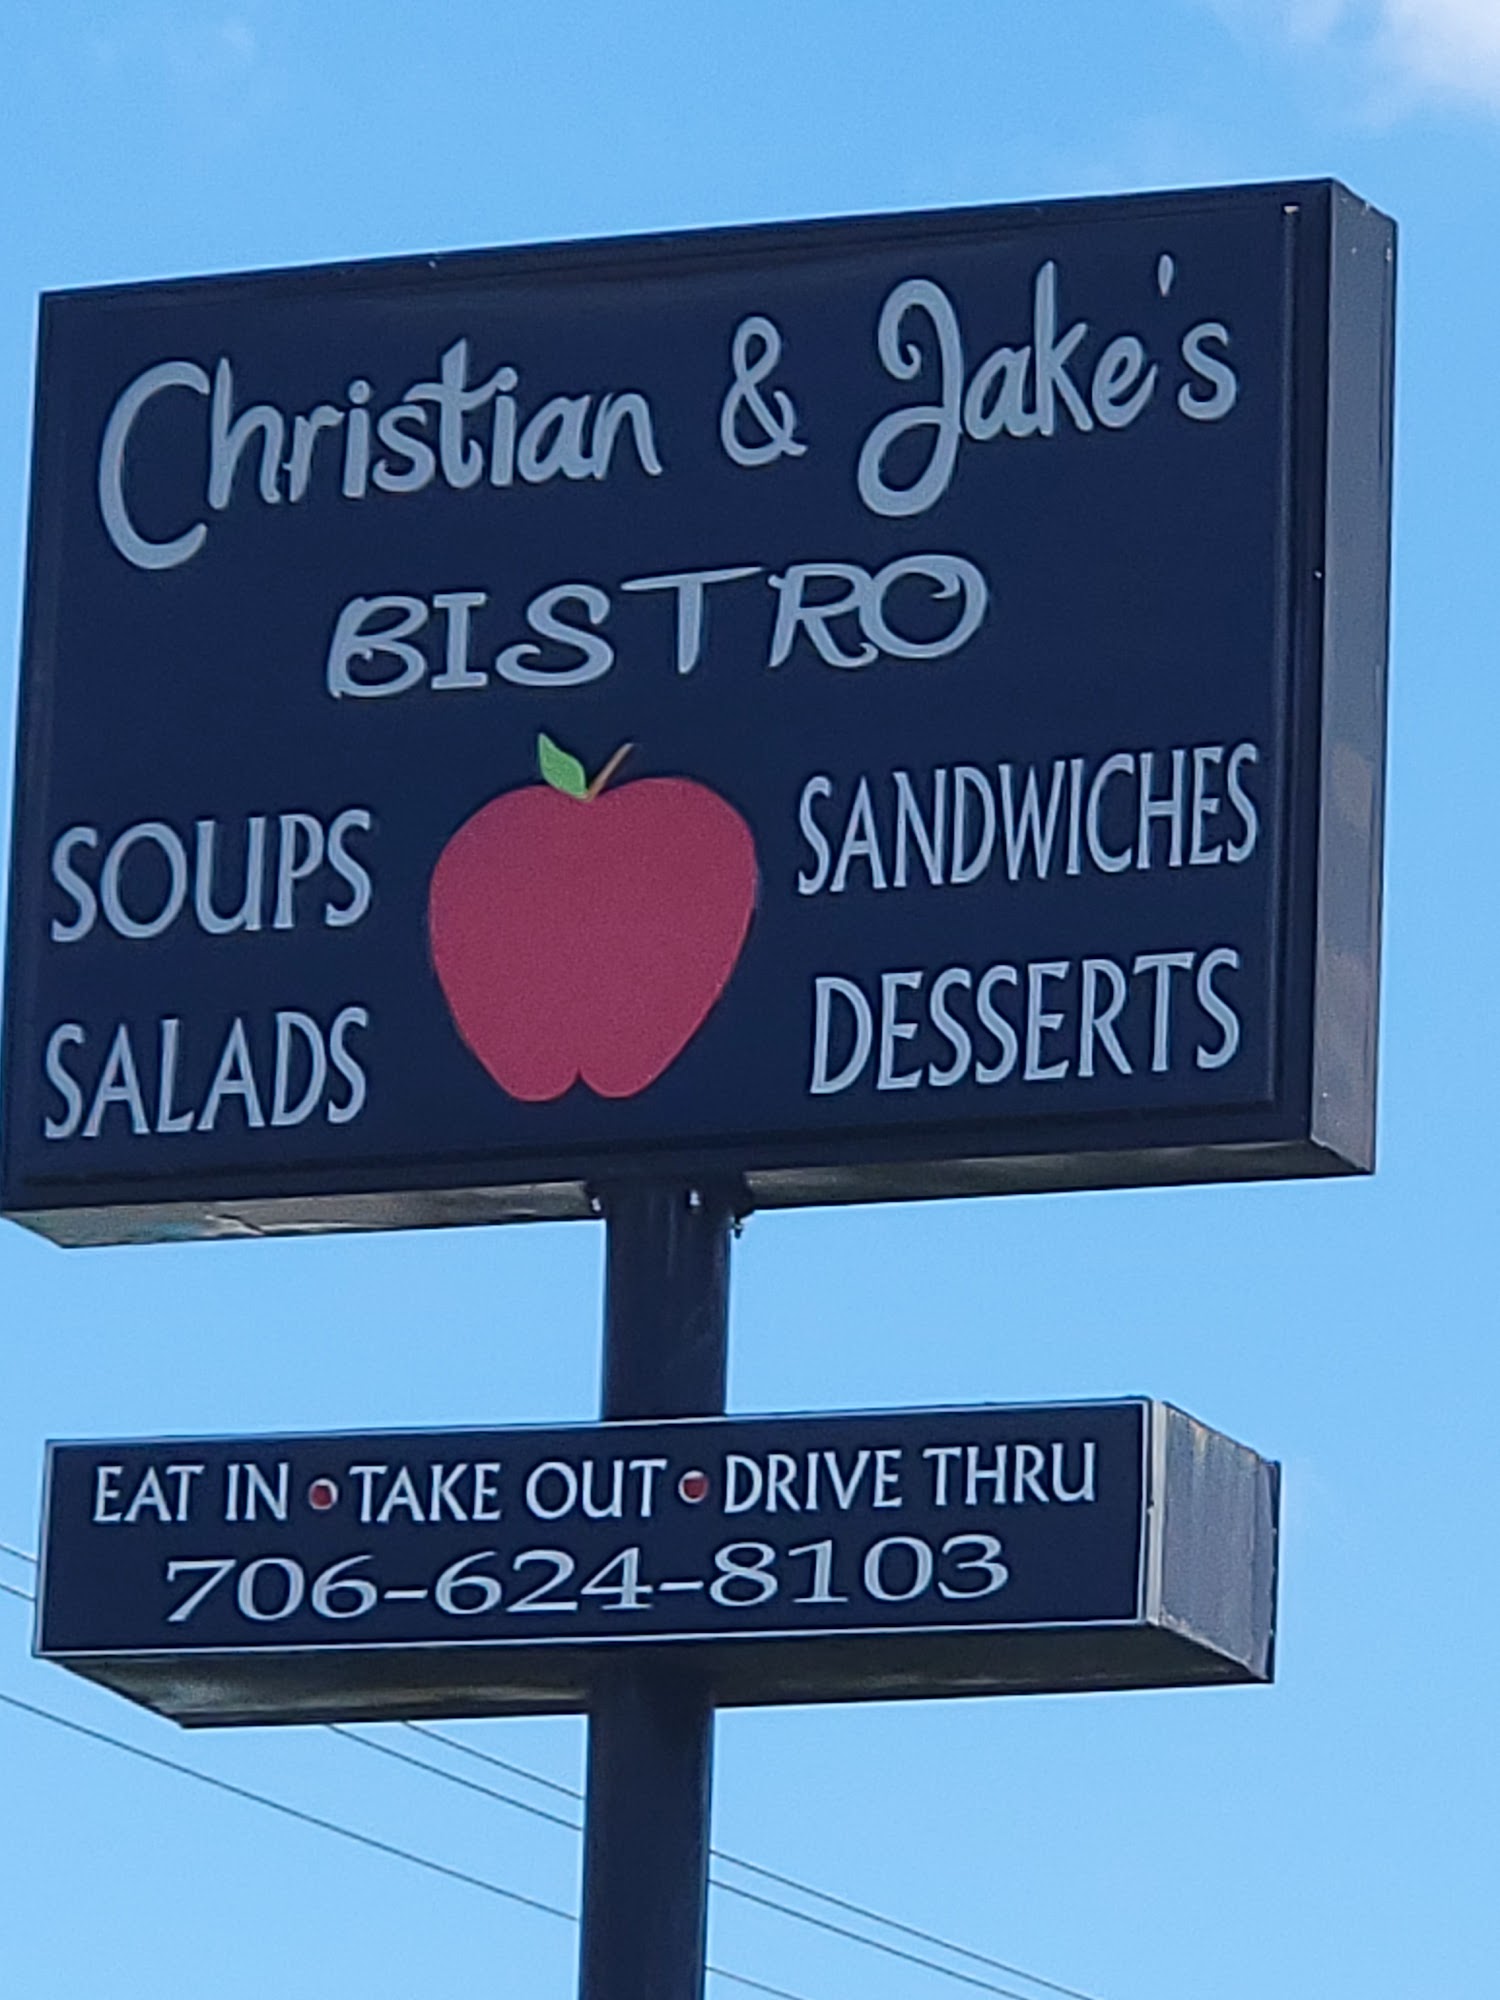 Christian & Jake's
BISTRO
SOUPS
SALADS
SANDWICHES
DESSERTS
EAT IN • TAKE OUT • DRIVE THRU
706-624-8103